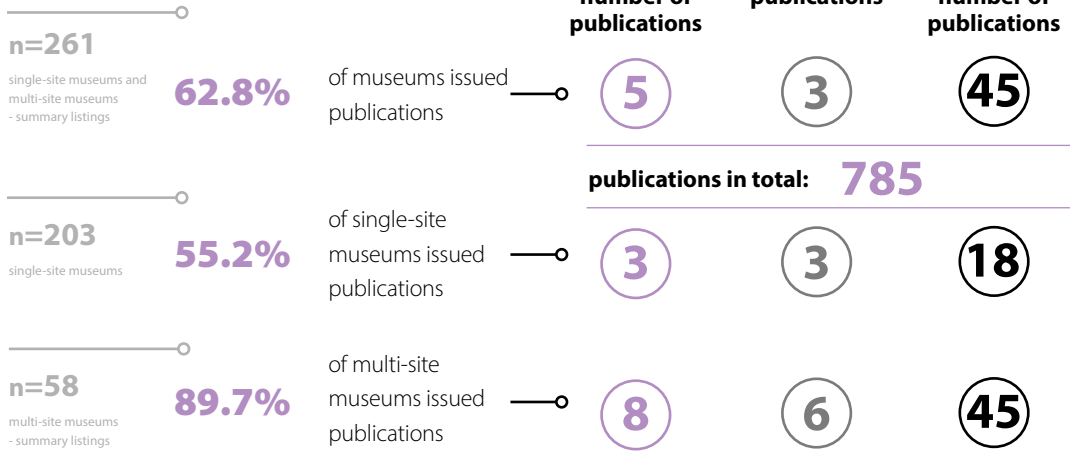 number of
publications
publications
number of
publications
n=261
single-site museums and
multi-site museums
- summary listings
62.8%
of museums issued
publications
5
3
45
publications in total: 785
n=203
single-site museums
55.2%
of single-site
museums issued
publications
3
3
18
n=58
multi-site museums
- summary listings
89.7%
of multi-site
museums issued
publications
8
6
45